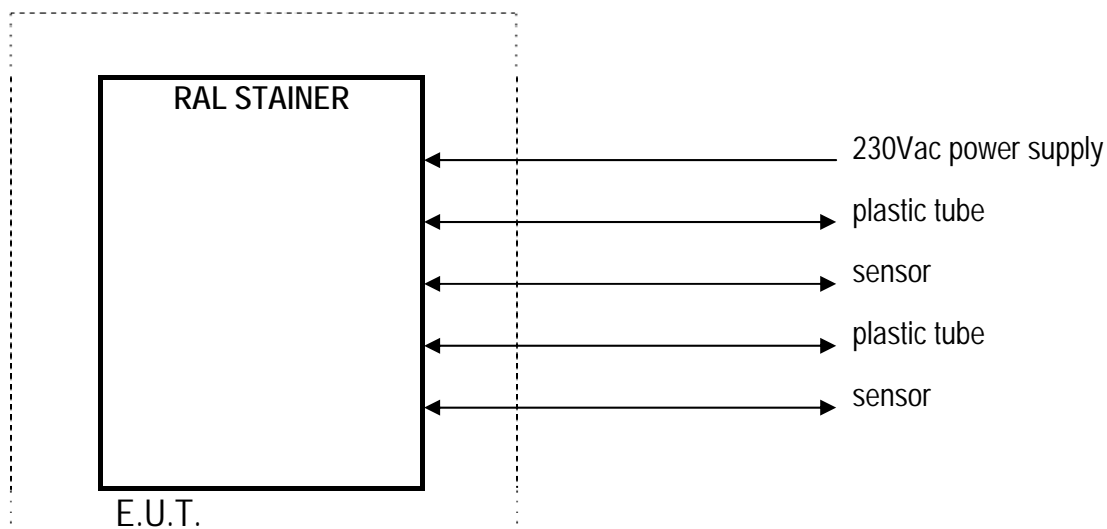 RAL STAINER
230Vac power supply
plastic tube
sensor
plastic tube
sensor
E.U.T.